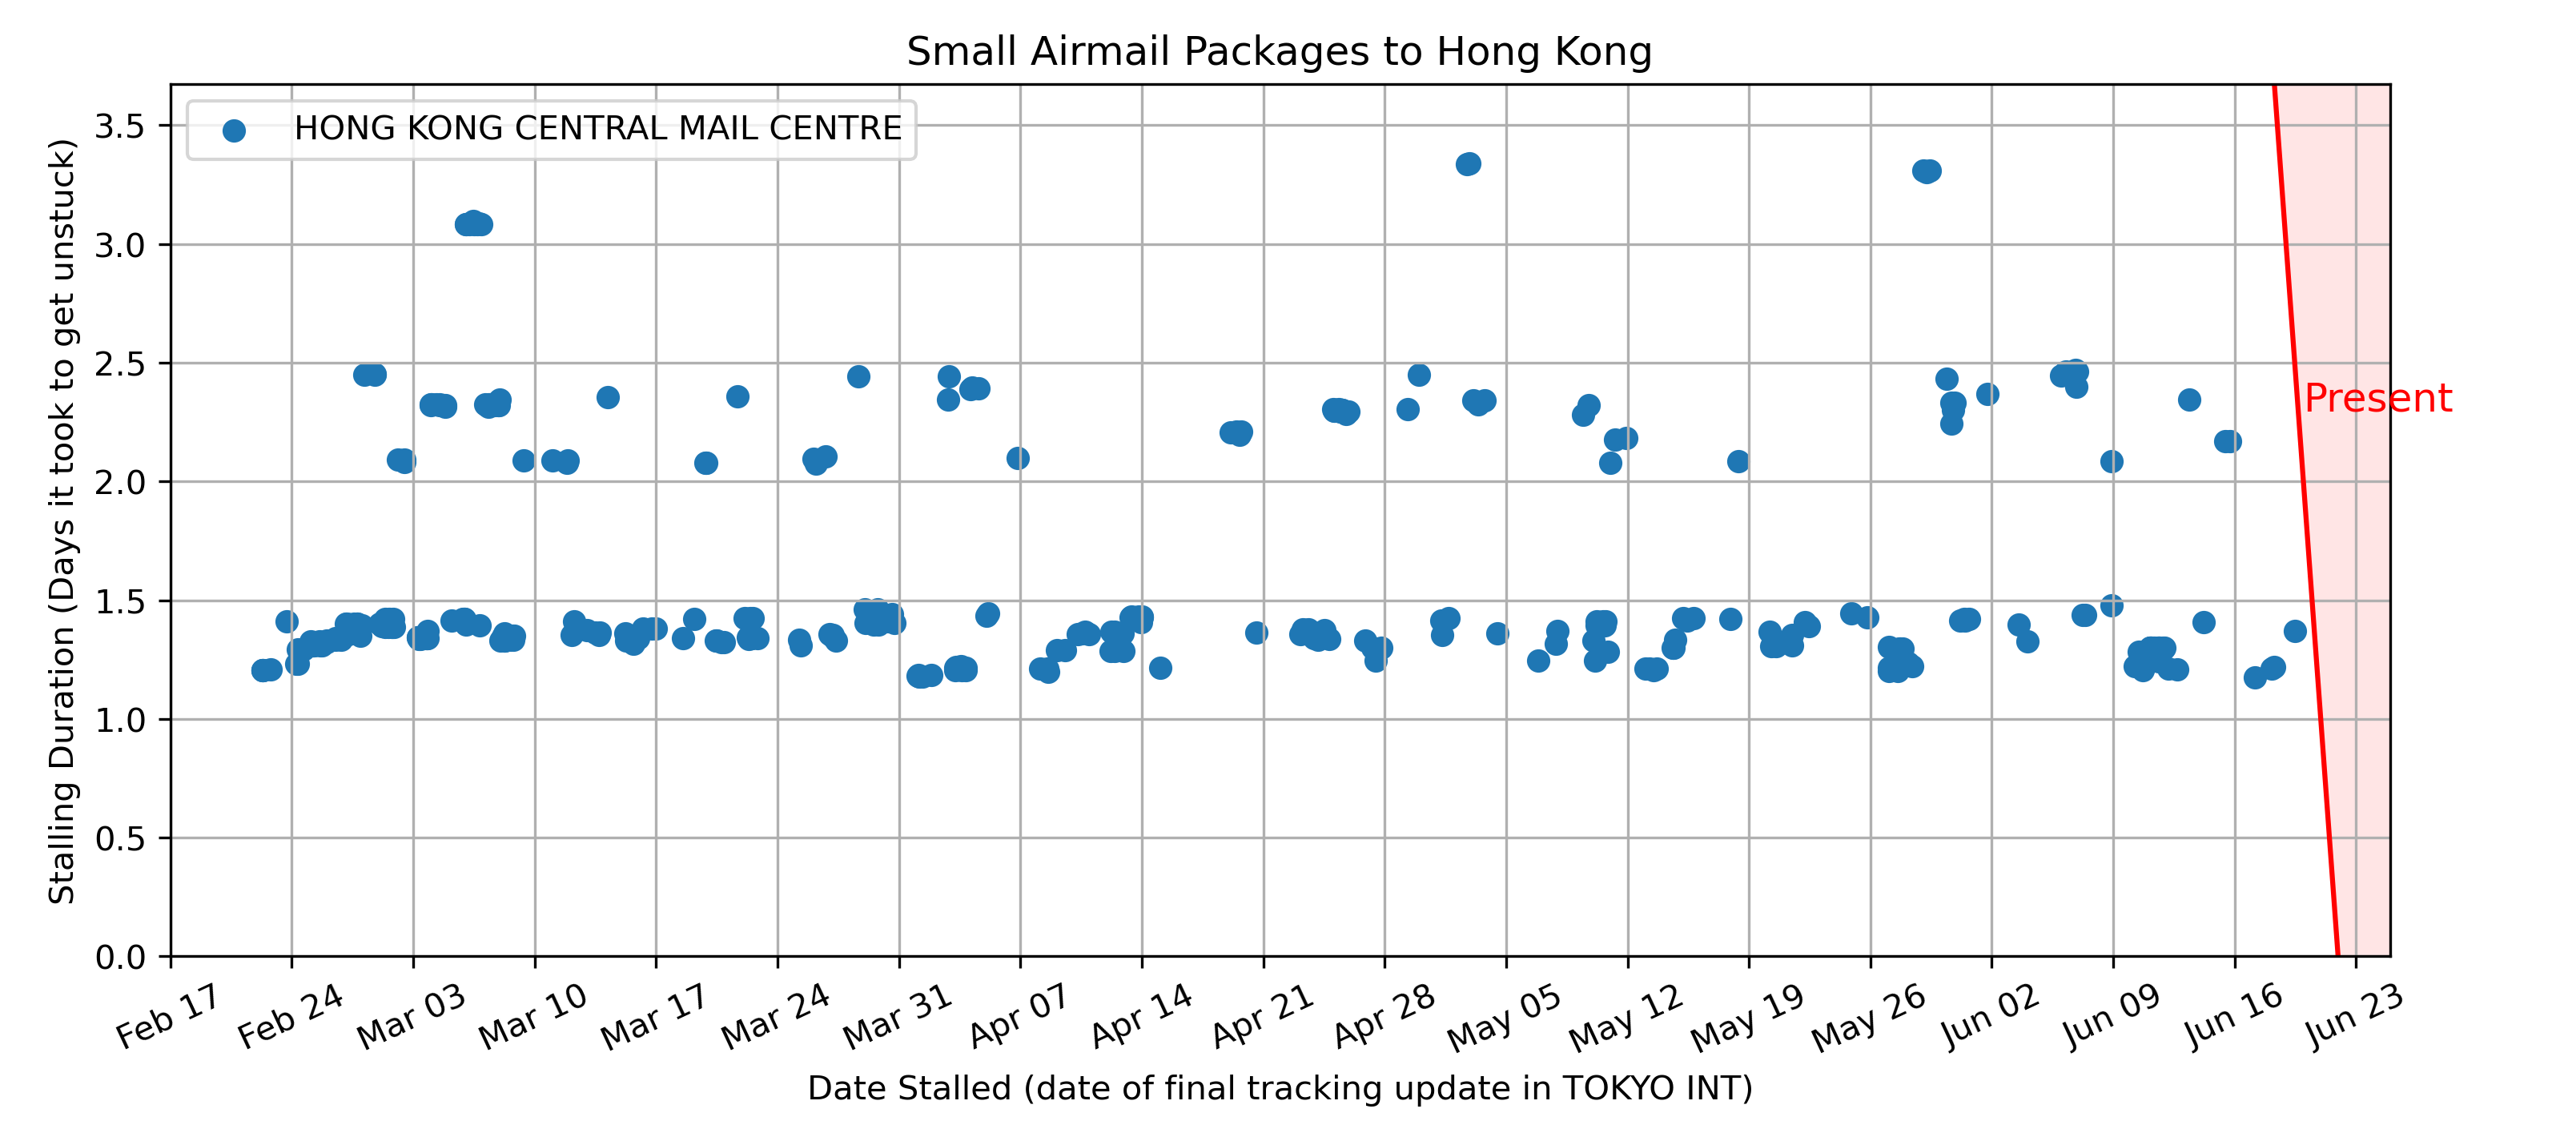 Small Airmail Packages to Hong Kong
HONG KONG CENTRAL MAIL CENTRE
Stalling Duration (Days it took to get unstuck)
3.5
3.0
2.5
2.0
1.5
1.0
0.5
0.0
Present
Feb 17
Feb 24
Mar 03
Mar 10
Mar 17
Mar 24
Mar 31
Apr 07
Apr 14
Apr 21
Apr 28
May 05
May 12
May 19
May 26
Jun 02
Jun 09
Jun 16
Jun 23
Date Stalled (date of final tracking update in TOKYO INT)